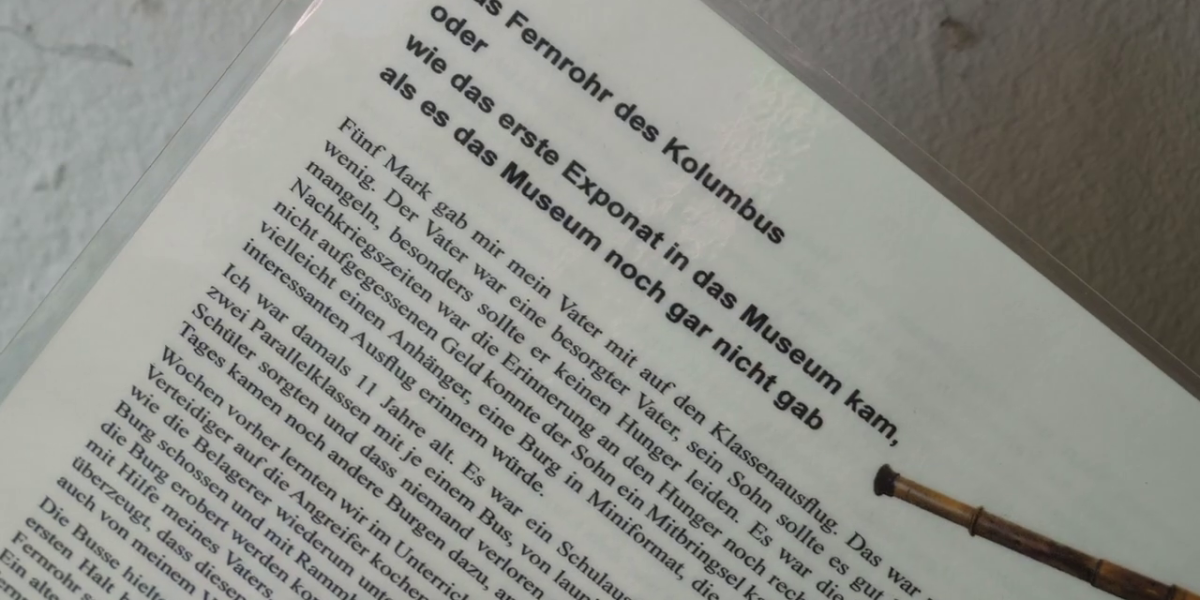 as Fernrohr des Kolumbus
oder
wie das erste Exponat in das Museum kam,
als es das Museum noch gar nicht gab
Fünf Mark gab mir mein Vater mit auf den Klassenausflug. Das war
wenig. Der Vater war eine besorgter Vater, sein Sohn sollte es gut
mangeln, besonders sollte er keinen Hunger leiden. Es war die
Nachkriegszeiten war die Erinnerung an den Hunger noch
nicht aufgegessenen Geld konnte der Sohn ein Mitbringsel
vielleicht einen Anhänger, eine Burg in Miniformat, die
interessanten Ausflug erinnern würde.
Ich war damals 11 Jahre alt. Es war ein
zwei Parallelklassen mit je einem Bus, von
Schüler sorgten und dass niemand
Tages kamen noch andere Burgen dazu,
Wochen vorher lernten wir im
Verteidiger auf die Angreifer
wie die Belagerer wiederum
Burg schossen und mit
die Burg erobert werden
mit Hilfe meines Vaters
überzeugt, dass
auch von meinem
Die Busse
ersten Halt
Fernrohr
Ein